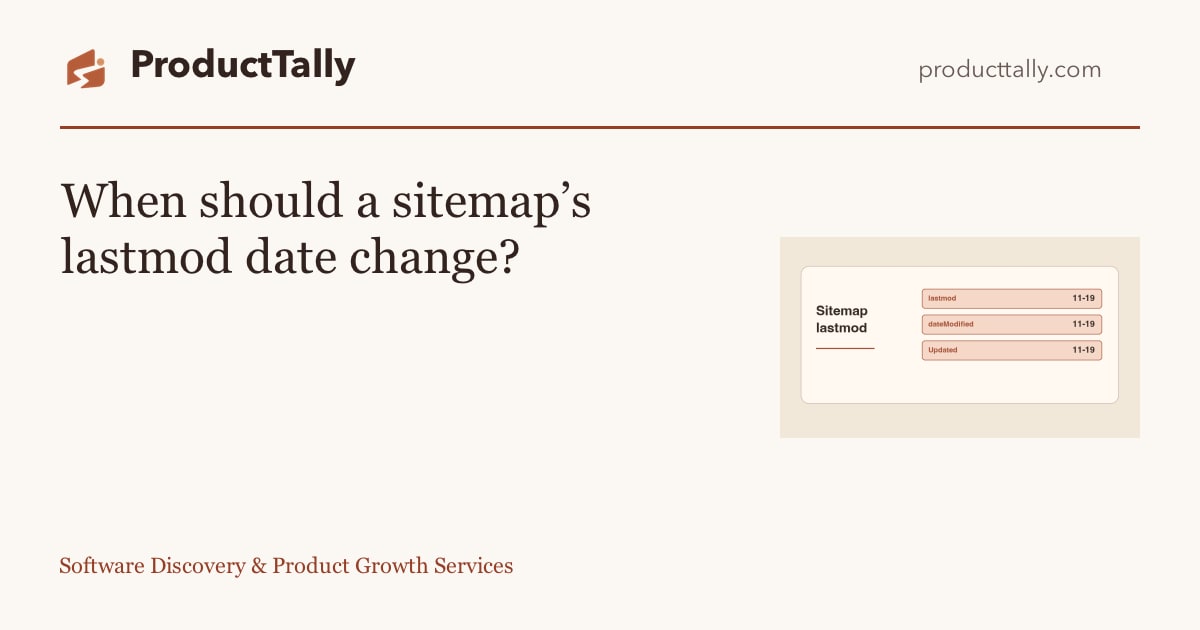 ProductTally
producttally.com
When should a sitemap’s
lastmod date change?
Sitemap
lastmod
lastmod 11-19
dateModified 11-19
Updated 11-19
Software Discovery & Product Growth Services